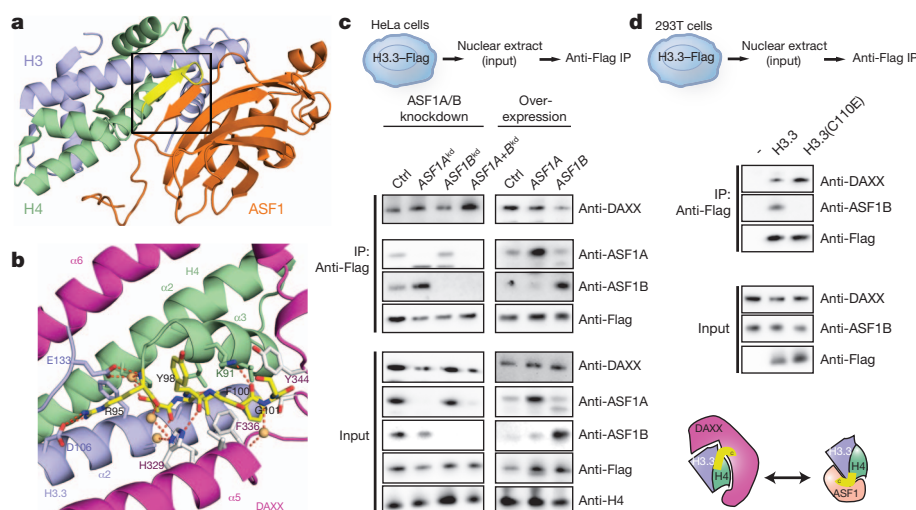 a
H3
H4
ASF1
b
α6
H4
α2
α3
E133
Y98
K91
Y344
F100
G101
R95
F336
D106
H329
α2
H3.3
α5
DAXX
c
HeLa cells
H3.3–Flag
Nuclear extract
(input)
Anti-Flag IP
ASF1A/B
knockdown
Over-
expression
Ctrl
ASF1Aᵏᵈ
ASF1Bᵏᵈ
ASF1A+Bᵏᵈ
Ctrl
ASF1A
ASF1B
IP:
Anti-Flag
Anti-DAXX
Anti-ASF1A
Anti-ASF1B
Anti-Flag
Input
Anti-DAXX
Anti-ASF1A
Anti-ASF1B
Anti-Flag
Anti-H4
d
293T cells
H3.3–Flag
Nuclear extract
(input)
Anti-Flag IP
-
H3.3
H3.3(C110E)
IP:
Anti-Flag
Anti-DAXX
Anti-ASF1B
Anti-Flag
Input
Anti-DAXX
Anti-ASF1B
Anti-Flag
DAXX
H3.3
H4
c
H3.3
H4
c
ASF1